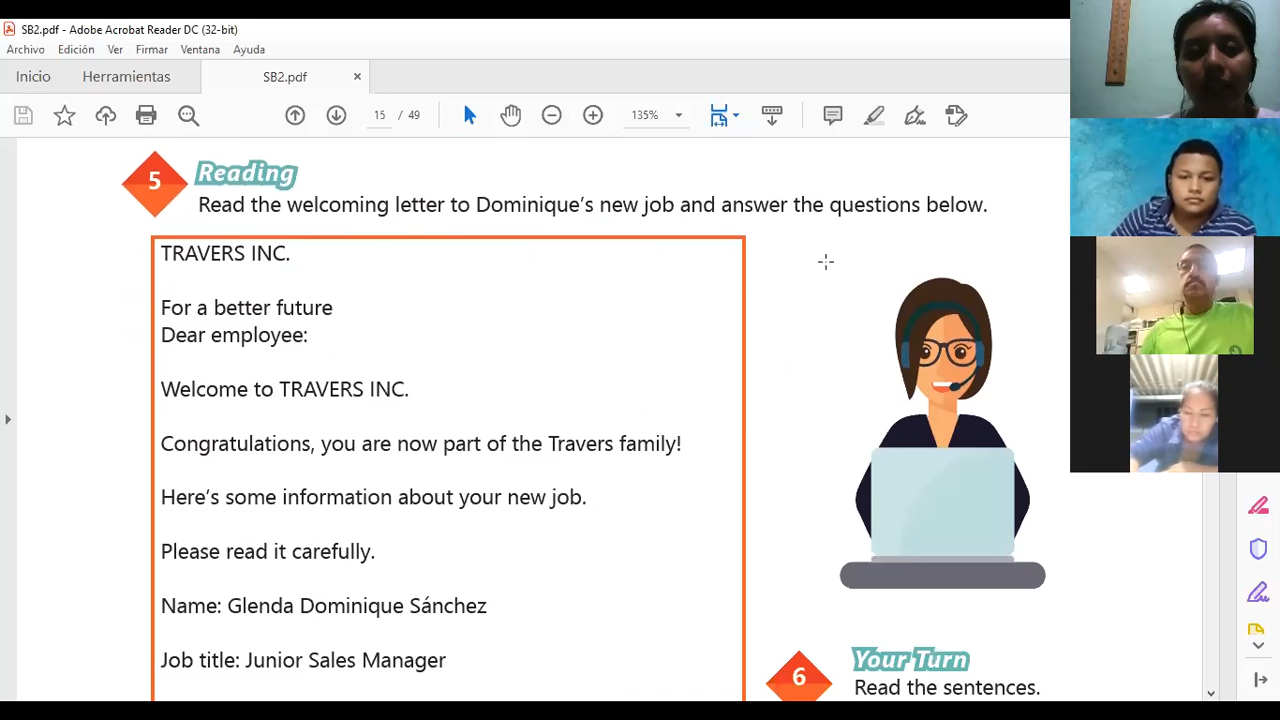 SB2.pdf - Adobe Acrobat Reader DC (32-bit)
Archivo Edición Ver Firmar Ventana Ayuda
Inicio Herramientas SB2.pdf ×
15 / 49 135%
5 Reading
Read the welcoming letter to Dominique's new job and answer the questions below.
TRAVERS INC.
For a better future
Dear employee:
Welcome to TRAVERS INC.
Congratulations, you are now part of the Travers family!
Here's some information about your new job.
Please read it carefully.
Name: Glenda Dominique Sánchez
Job title: Junior Sales Manager
6 Your Turn
Read the sentences.